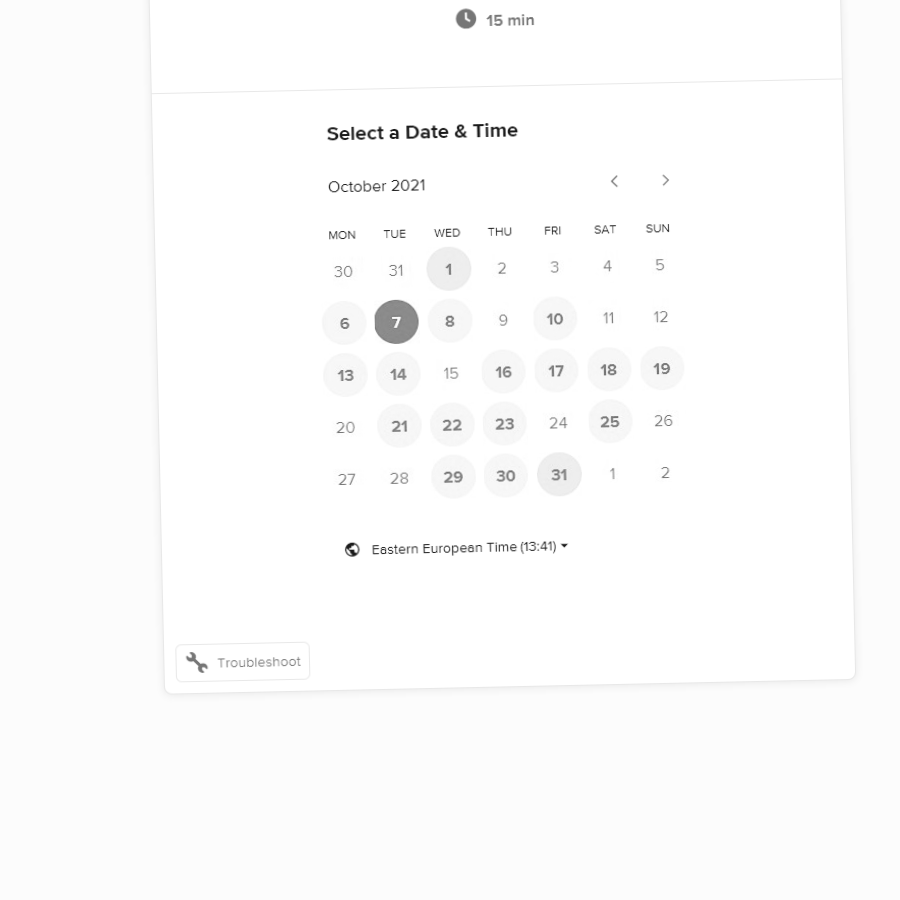 15 min
Select a Date & Time
October 2021
MON TUE WED THU FRI SAT SUN
30 31 1 2 3 4 5
6 7 8 9 10 11 12
13 14 15 16 17 18 19
20 21 22 23 24 25 26
27 28 29 30 31 1 2
Eastern European Time (13:41)
Troubleshoot